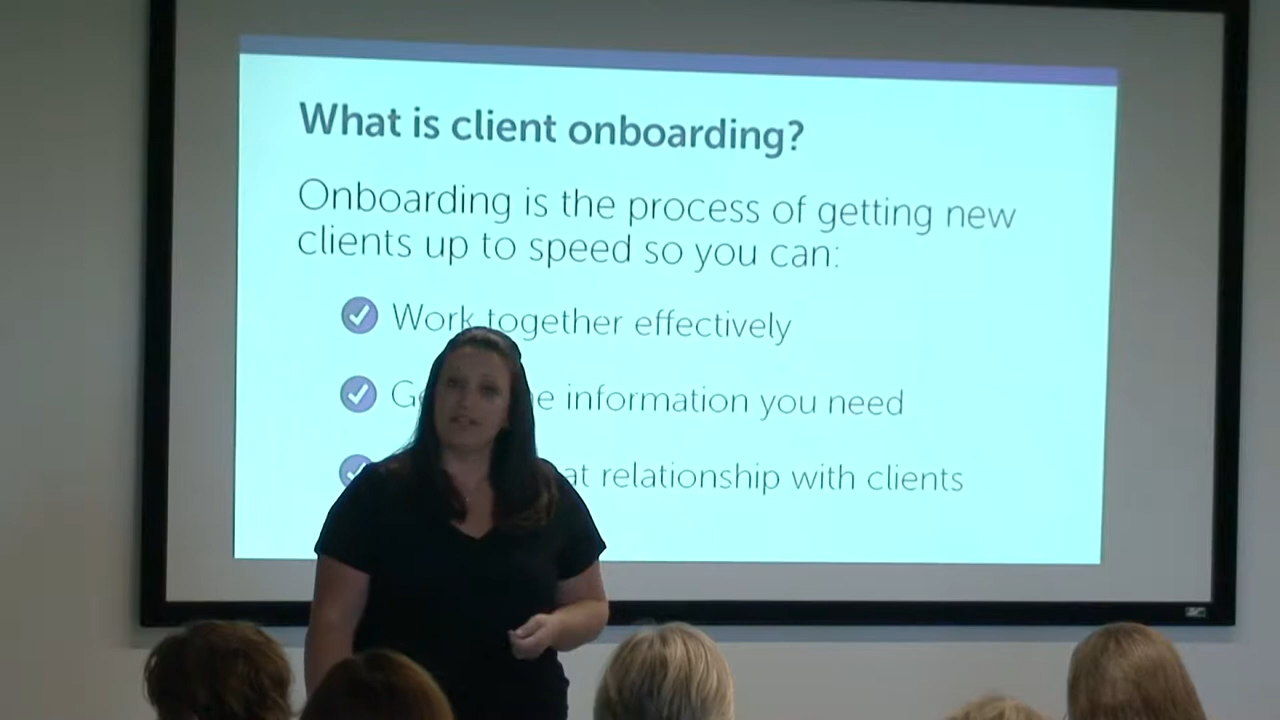 What is client onboarding?
Onboarding is the process of getting new
clients up to speed so you can:
Work together effectively
information you need
relationship with clients